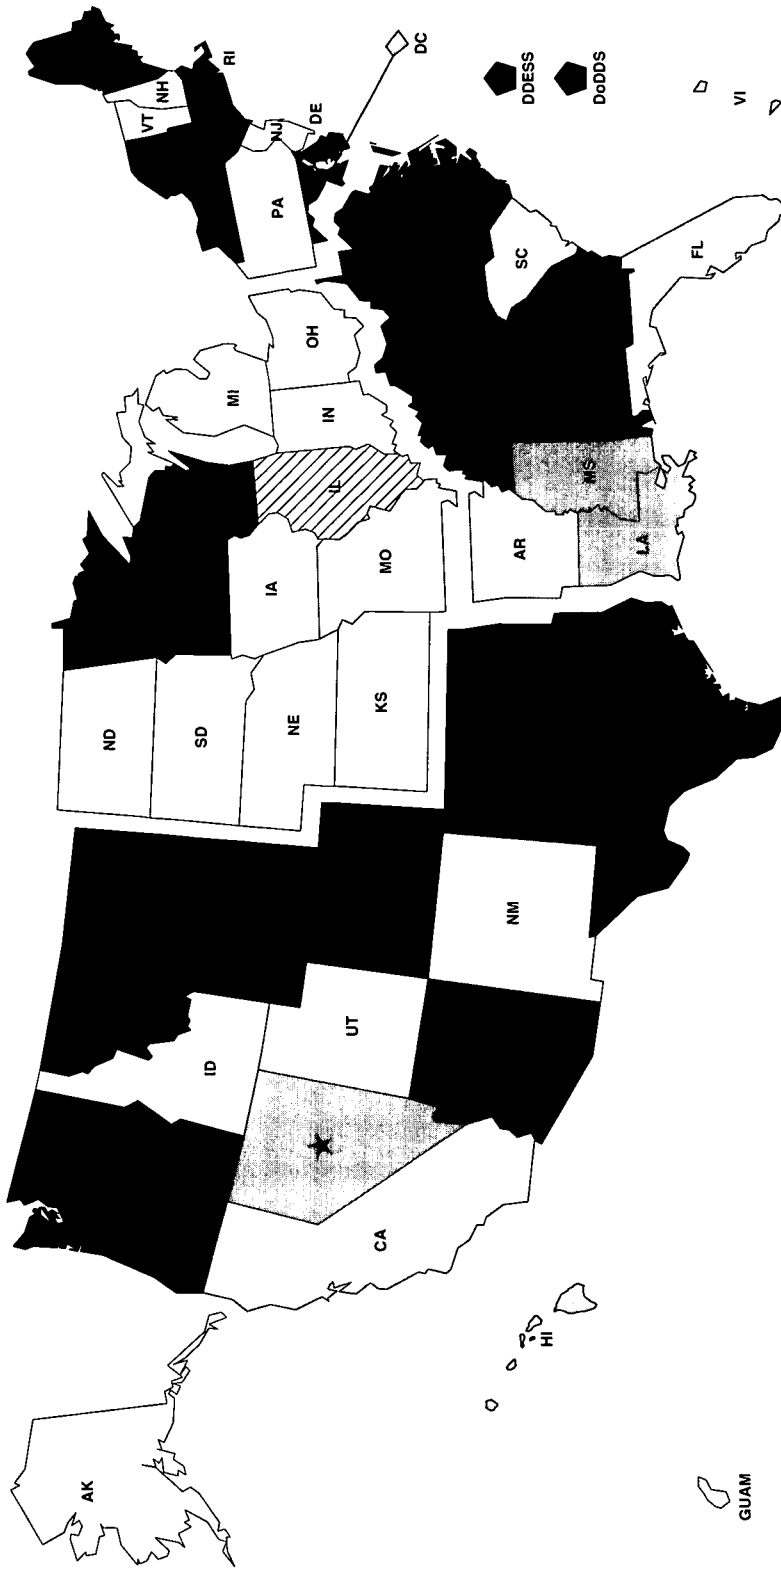 AK
HI
GUAM
CA
ID
UT
NM
ND
SD
NE
KS
IA
MO
AR
LA
MS
IL
MI
IN
OH
PA
VT
NH
RI
NJ
DE
DC
SC
FL
DDESS
DoDDS
VI